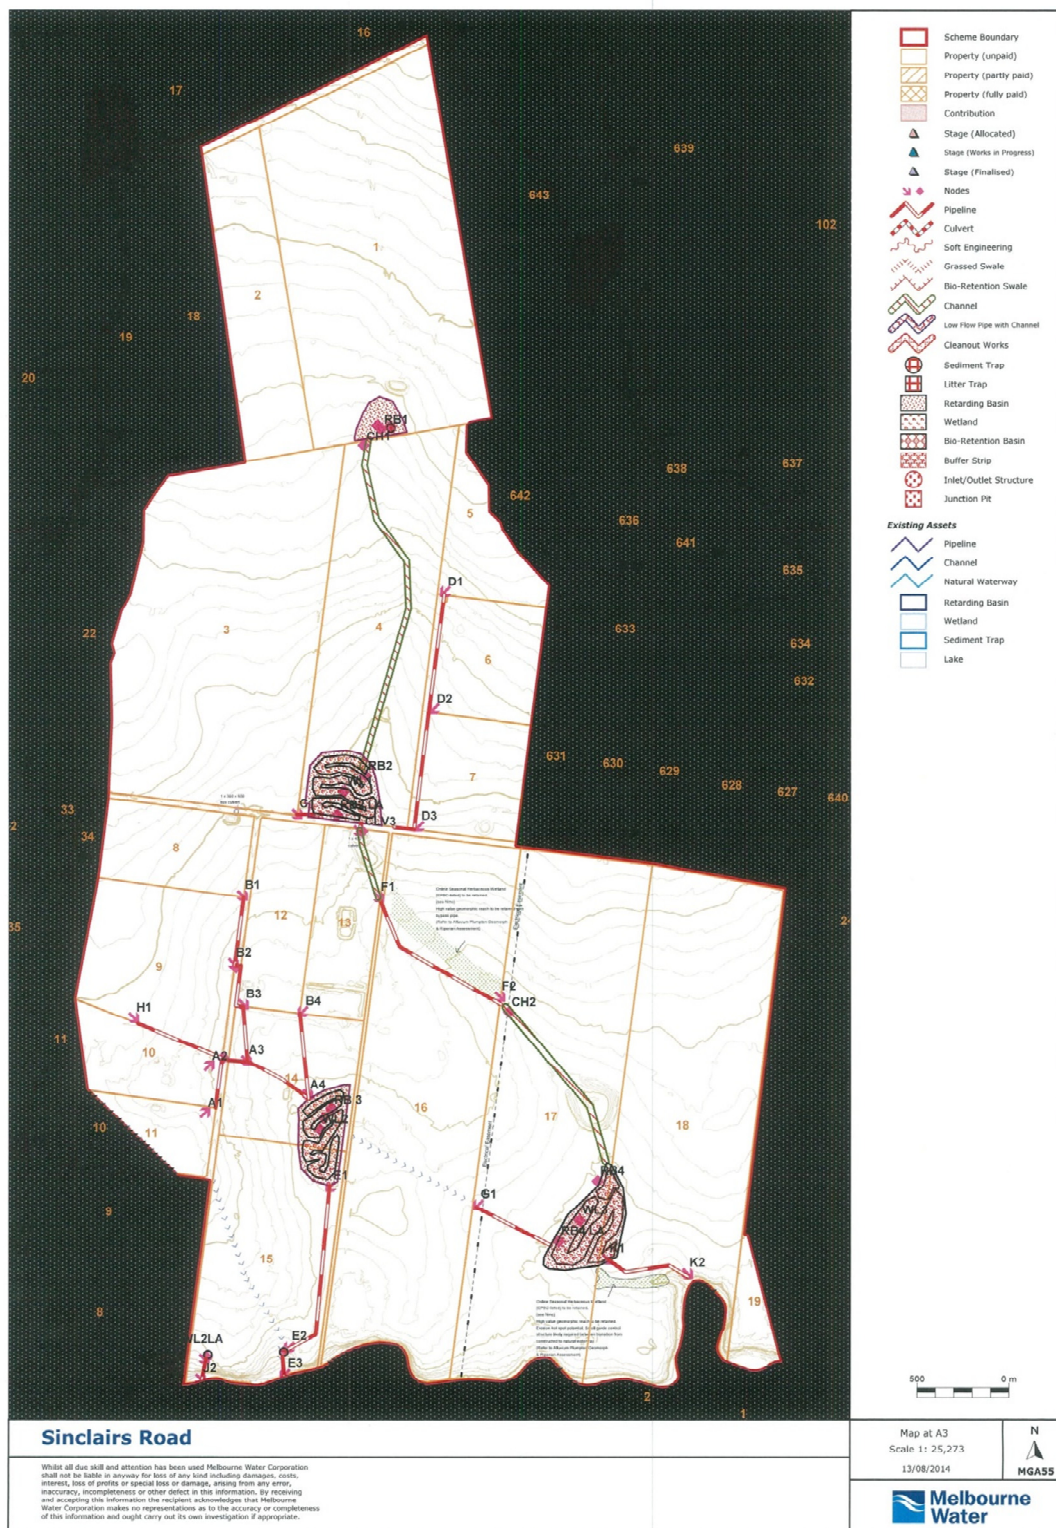 16
17
639
643
102
1
2
18
19
20
RB1
CH1
638
637
642
636
5
641
635
D1
22
3
4
633
634
6
632
D2
631
630
629
628
627
640
RB2
7
33
34
D3
8
B1
F1
12
13
B2
9
B3
B4
F2
CH2
H1
11
10
A2
A3
14
A4
RB 3
A1
10
11
16
17
18
E1
G1
RB4
WL3
9
15
K2
8
19
E2
E3
J2
2
1
Scheme Boundary
Property (unpaid)
Property (partly paid)
Property (fully paid)
Contribution
Stage (Allocated)
Stage (Works in Progress)
Stage (Finalised)
Nodes
Pipeline
Culvert
Soft Engineering
Grassed Swale
Bio-Retention Swale
Channel
Low Flow Pipe with Channel
Cleanout Works
Sediment Trap
Litter Trap
Retarding Basin
Wetland
Bio-Retention Basin
Buffer Strip
Inlet/Outlet Structure
Junction Pit
Existing Assets
Pipeline
Channel
Natural Waterway
Retarding Basin
Wetland
Sediment Trap
Lake
500 0 m
Sinclairs Road
Map at A3
Scale 1: 25,273
13/08/2014
N
MGA55
Whilst all due skill and attention has been used Melbourne Water Corporation
shall not be liable in anyway for loss of any kind including damages, costs,
interest, loss of profits or special loss or damage, arising from any error,
inaccuracy, incompleteness or other defect in this information. By receiving
and accepting this information the recipient acknowledges that Melbourne
Water Corporation makes no representations as to the accuracy or completeness
of this information and ought carry out its own investigation if appropriate.
Melbourne
Water